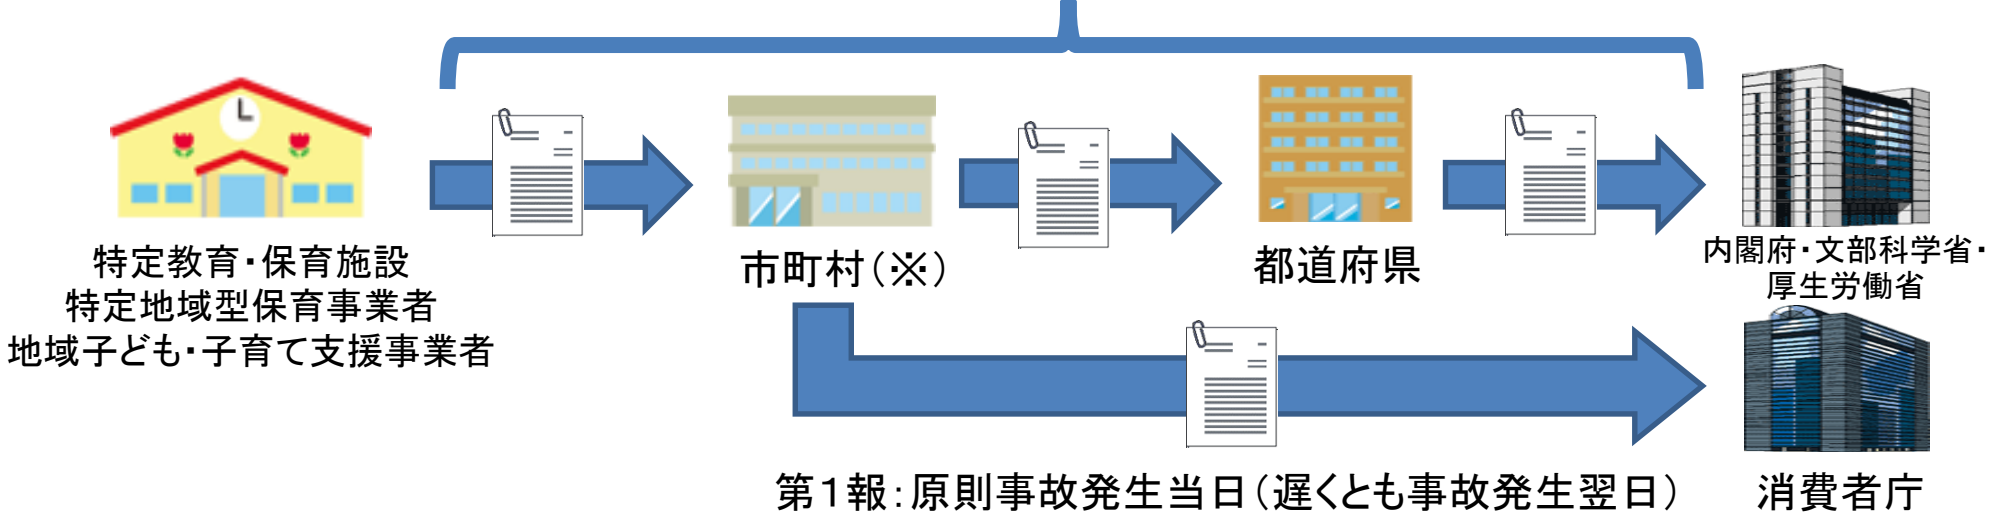 特定教育・保育施設
特定地域型保育事業者
地域子ども・子育て支援事業者
市町村（※）
都道府県
内閣府・文部科学省・
厚生労働省
第１報：原則事故発生当日（遅くとも事故発生翌日）
消費者庁